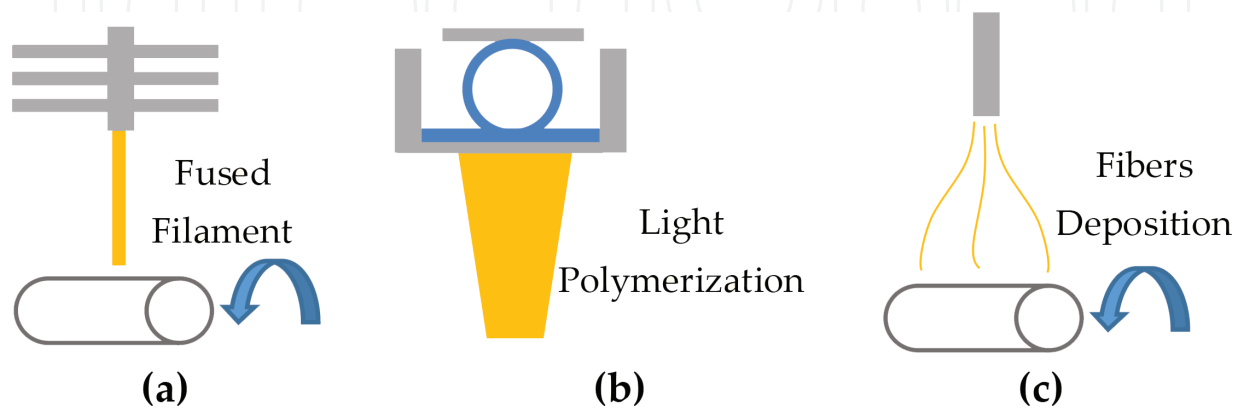 Fused
Filament
(a)
Light
Polymerization
(b)
Fibers
Deposition
(c)